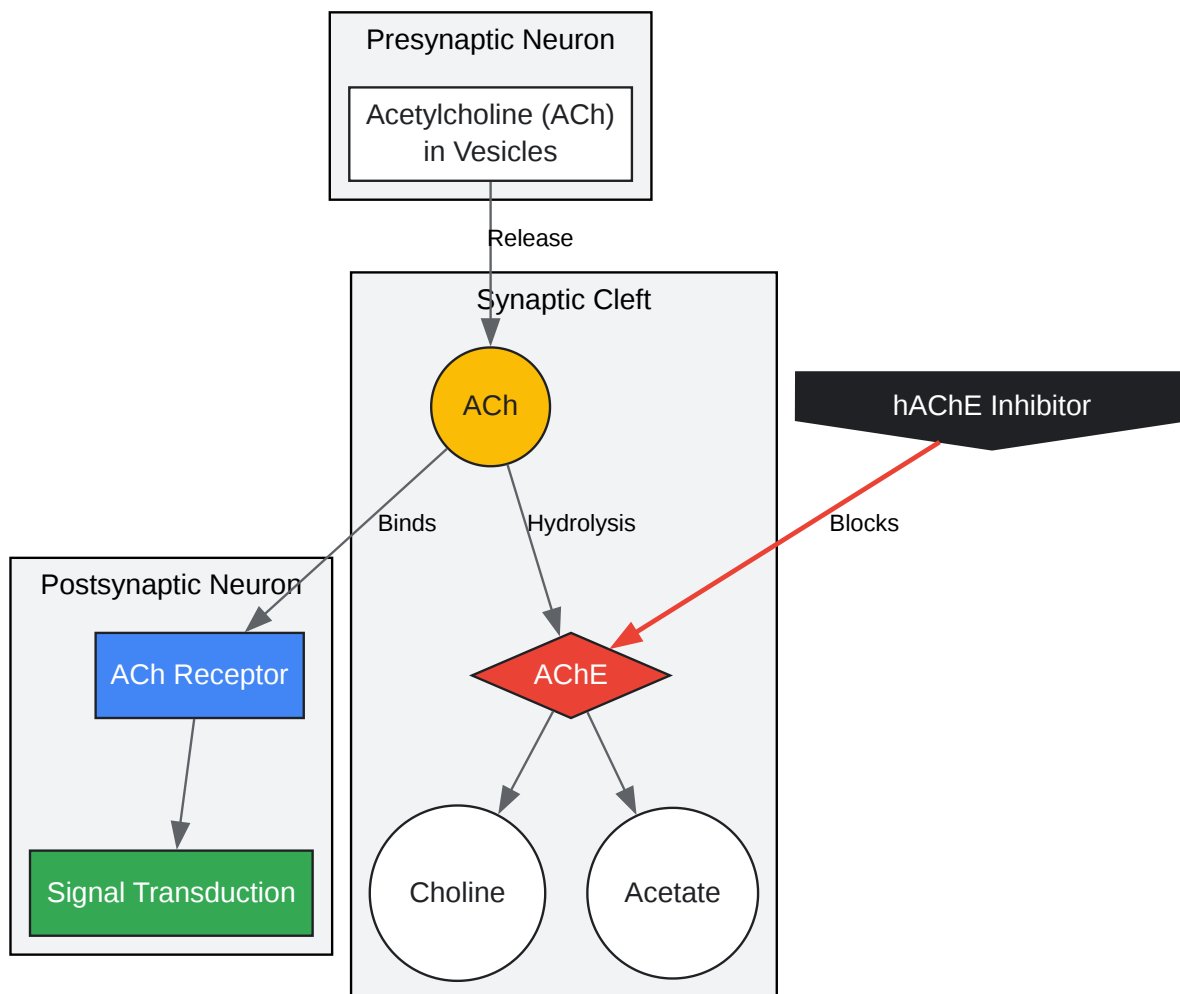 Presynaptic Neuron
Acetylcholine (ACh)
in Vesicles
Release
Synaptic Cleft
ACh
hAChE Inhibitor
Binds
Hydrolysis
Blocks
Postsynaptic Neuron
ACh Receptor
AChE
Signal Transduction
Choline
Acetate